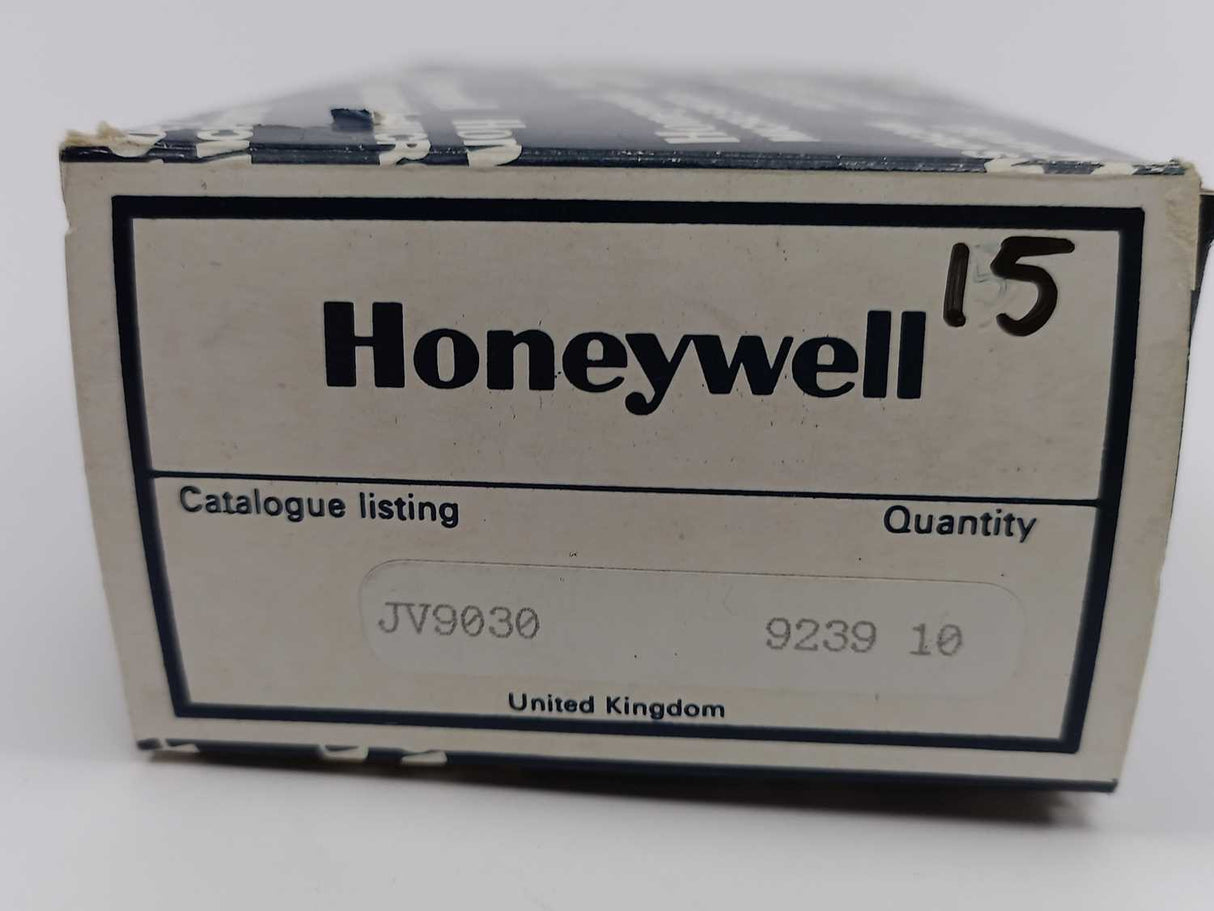 15
Honeywell
Catalogue listing Quantity
JV9030 9239 10
United Kingdom